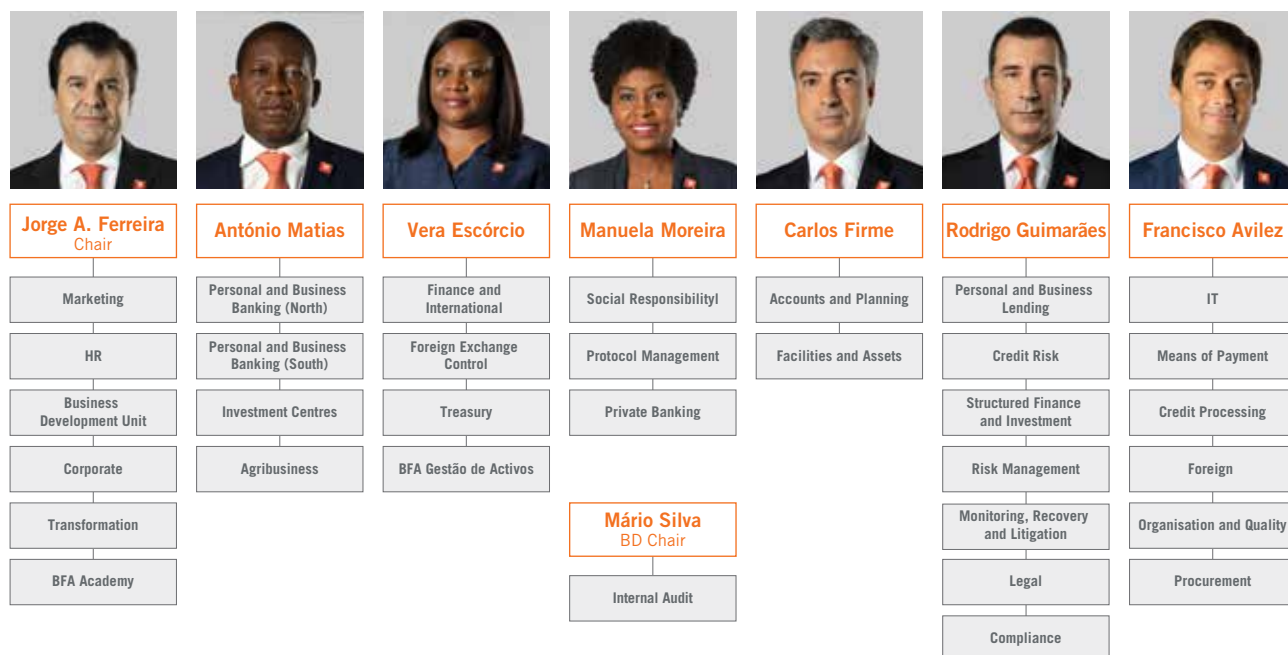 Jorge A. Ferreira
Chair
Marketing
HR
Business
Development Unit
Corporate
Transformation
BFA Academy
António Matias
Personal and Business
Banking (North)
Personal and Business
Banking (South)
Investment Centres
Agribusiness
Vera Escórcio
Finance and
International
Foreign Exchange
Control
Treasury
BFA Gestão de Activos
Manuela Moreira
Social Responsibilityl
Protocol Management
Private Banking
Mário Silva
BD Chair
Internal Audit
Carlos Firme
Accounts and Planning
Facilities and Assets
Rodrigo Guimarães
Personal and Business
Lending
Credit Risk
Structured Finance
and Investment
Risk Management
Monitoring, Recovery
and Litigation
Legal
Compliance
Francisco Avilez
IT
Means of Payment
Credit Processing
Foreign
Organisation and Quality
Procurement